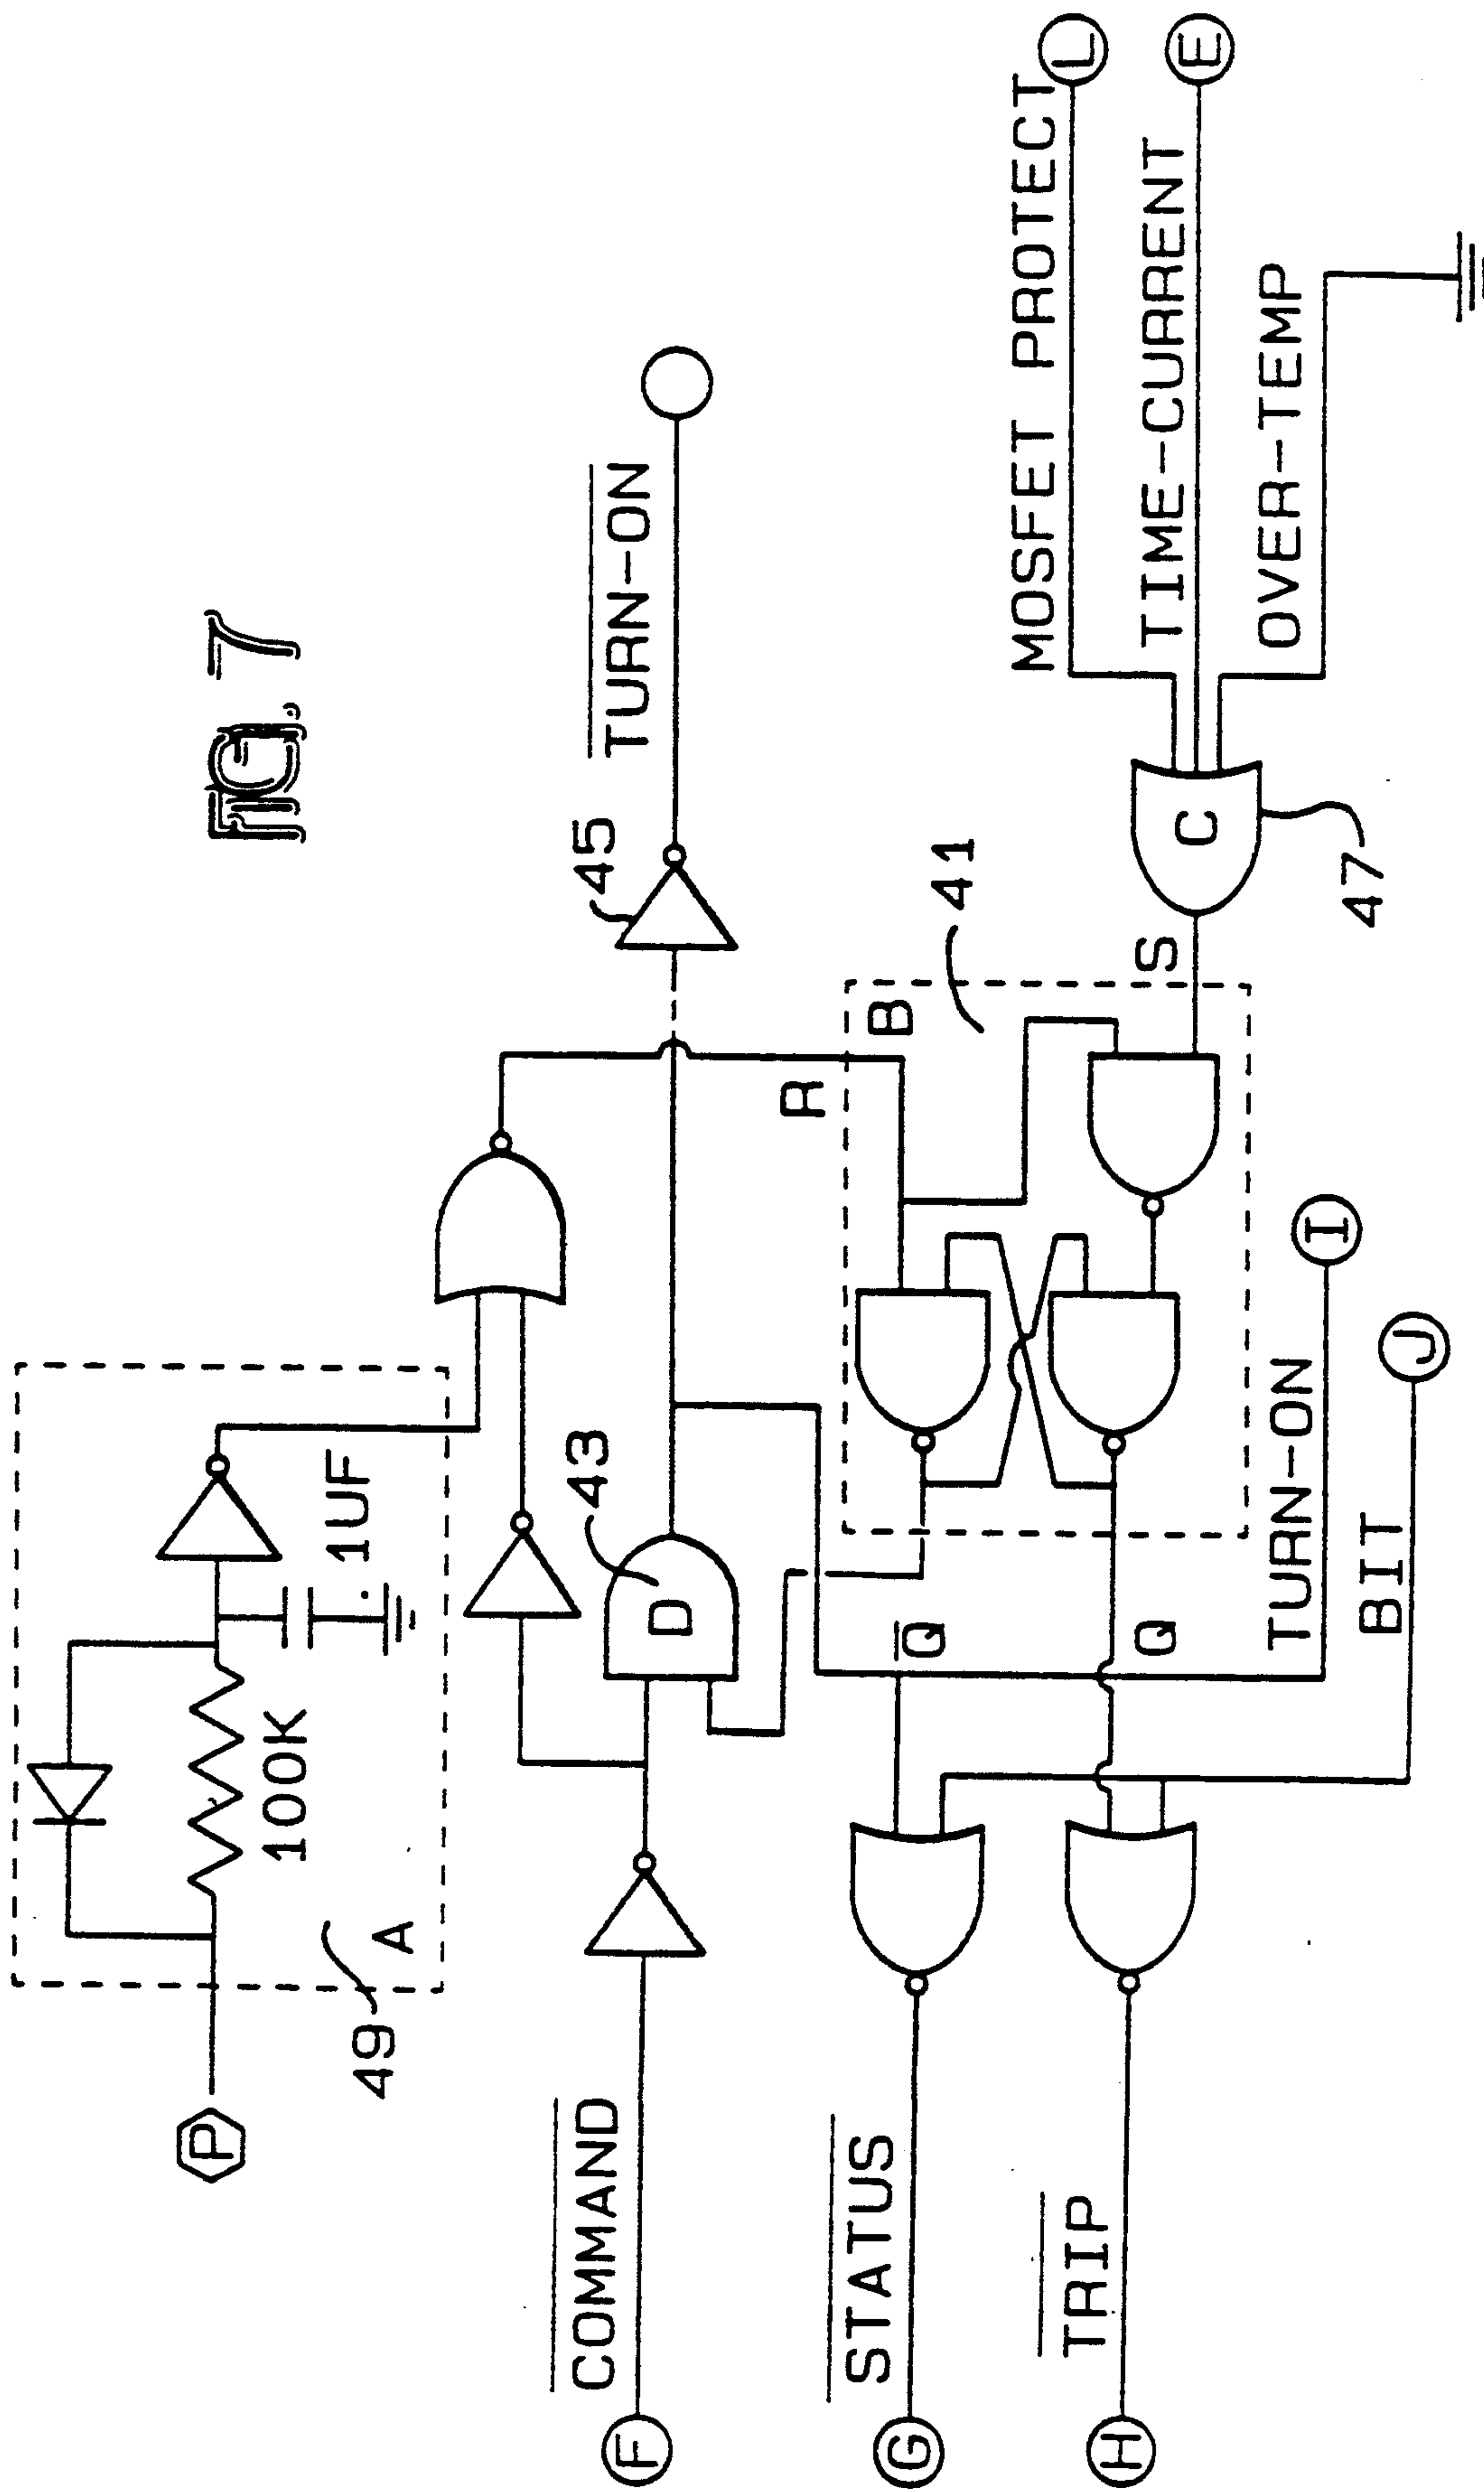 FIG. 7
P
49
A
100K
.1UF
COMMAND
F
D
43
45
TURN-ON
R
B
41
S
C
47
MOSFET PROTECT
L
TIME-CURRENT
E
OVER-TEMP
Q
Q
STATUS
G
TRIP
H
TURN-ON
I
BIT
J